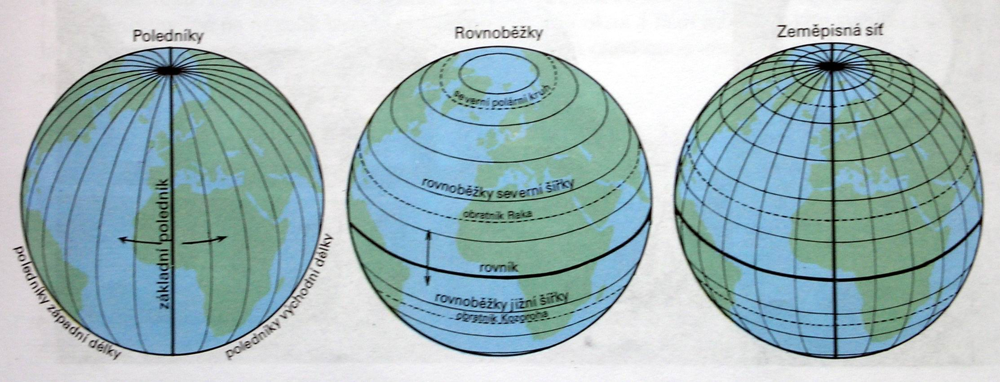 Poledníky
základní poledník
poledníky západní délky
poledníky východní délky
Rovnoběžky
severní polární kruh
rovnoběžky severní šířky
obratník Raka
rovník
rovnoběžky jižní šířky
obratník Kozoroha
Zeměpisná síť